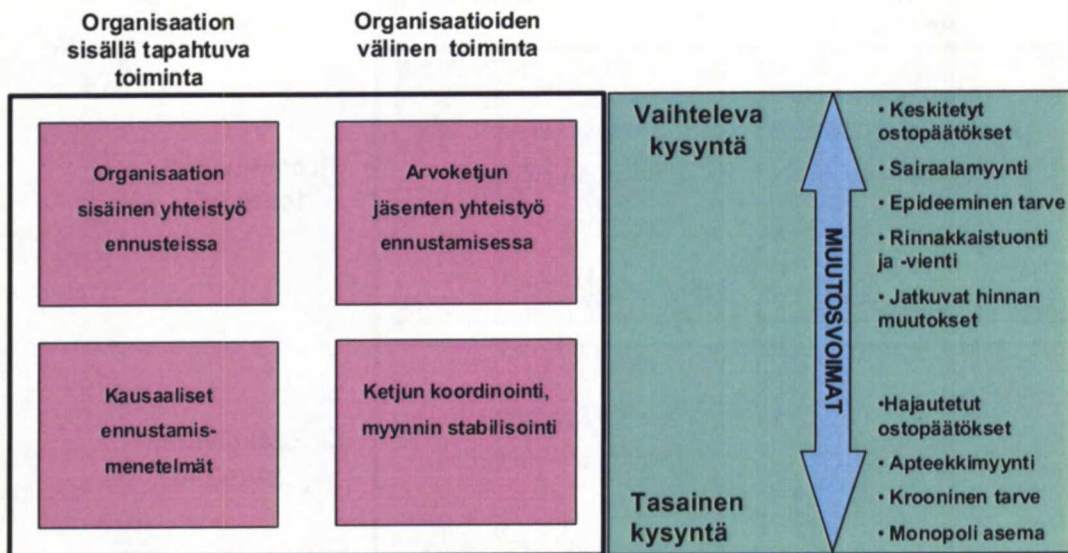 Organisaation
sisällä tapahtuva
toiminta
Organisaatioiden
välinen toiminta
Organisaation
sisäinen yhteistyö
ennusteissa
Arvoketjun
jäsenten yhteistyö
ennustamisessa
Kausaaliset
ennustamis-
menetelmät
Ketjun koordinointi,
myynnin stabilisointi
Vaihteleva
kysyntä
Tasainen
kysyntä
MUUTOSVOIMAT
• Keskitetyt
ostopäätökset
• Sairaalamyynti
• Epideeminen tarve
• Rinnakkaistuonti
ja -vienti
• Jatkuvat hinnan
muutokset
•Hajautetut
ostopäätökset
• Apteekkimyynti
• Krooninen tarve
• Monopoli asema